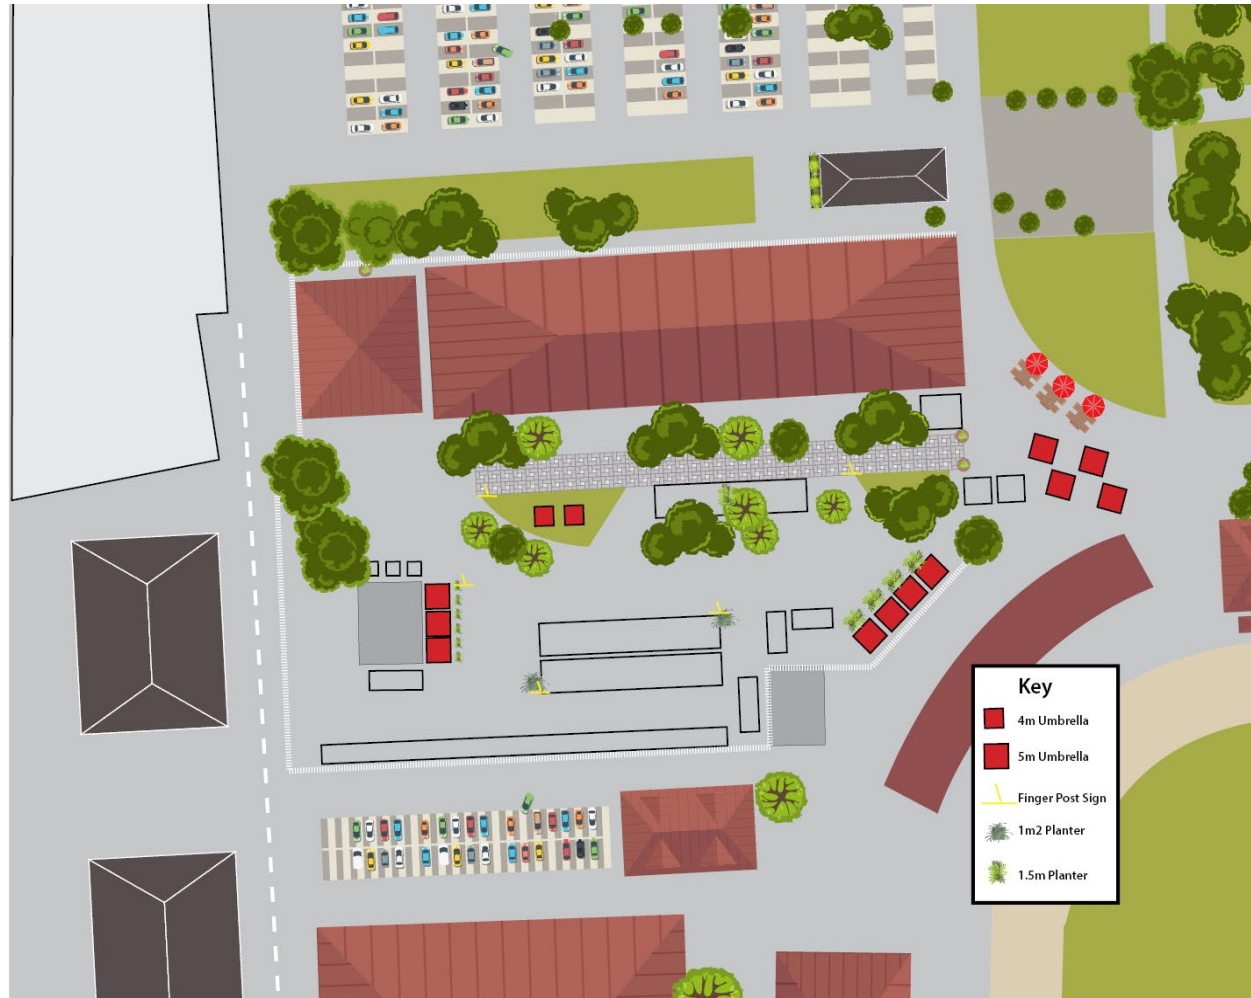 Key
4m Umbrella
5m Umbrella
Finger Post Sign
1m2 Planter
1.5m Planter